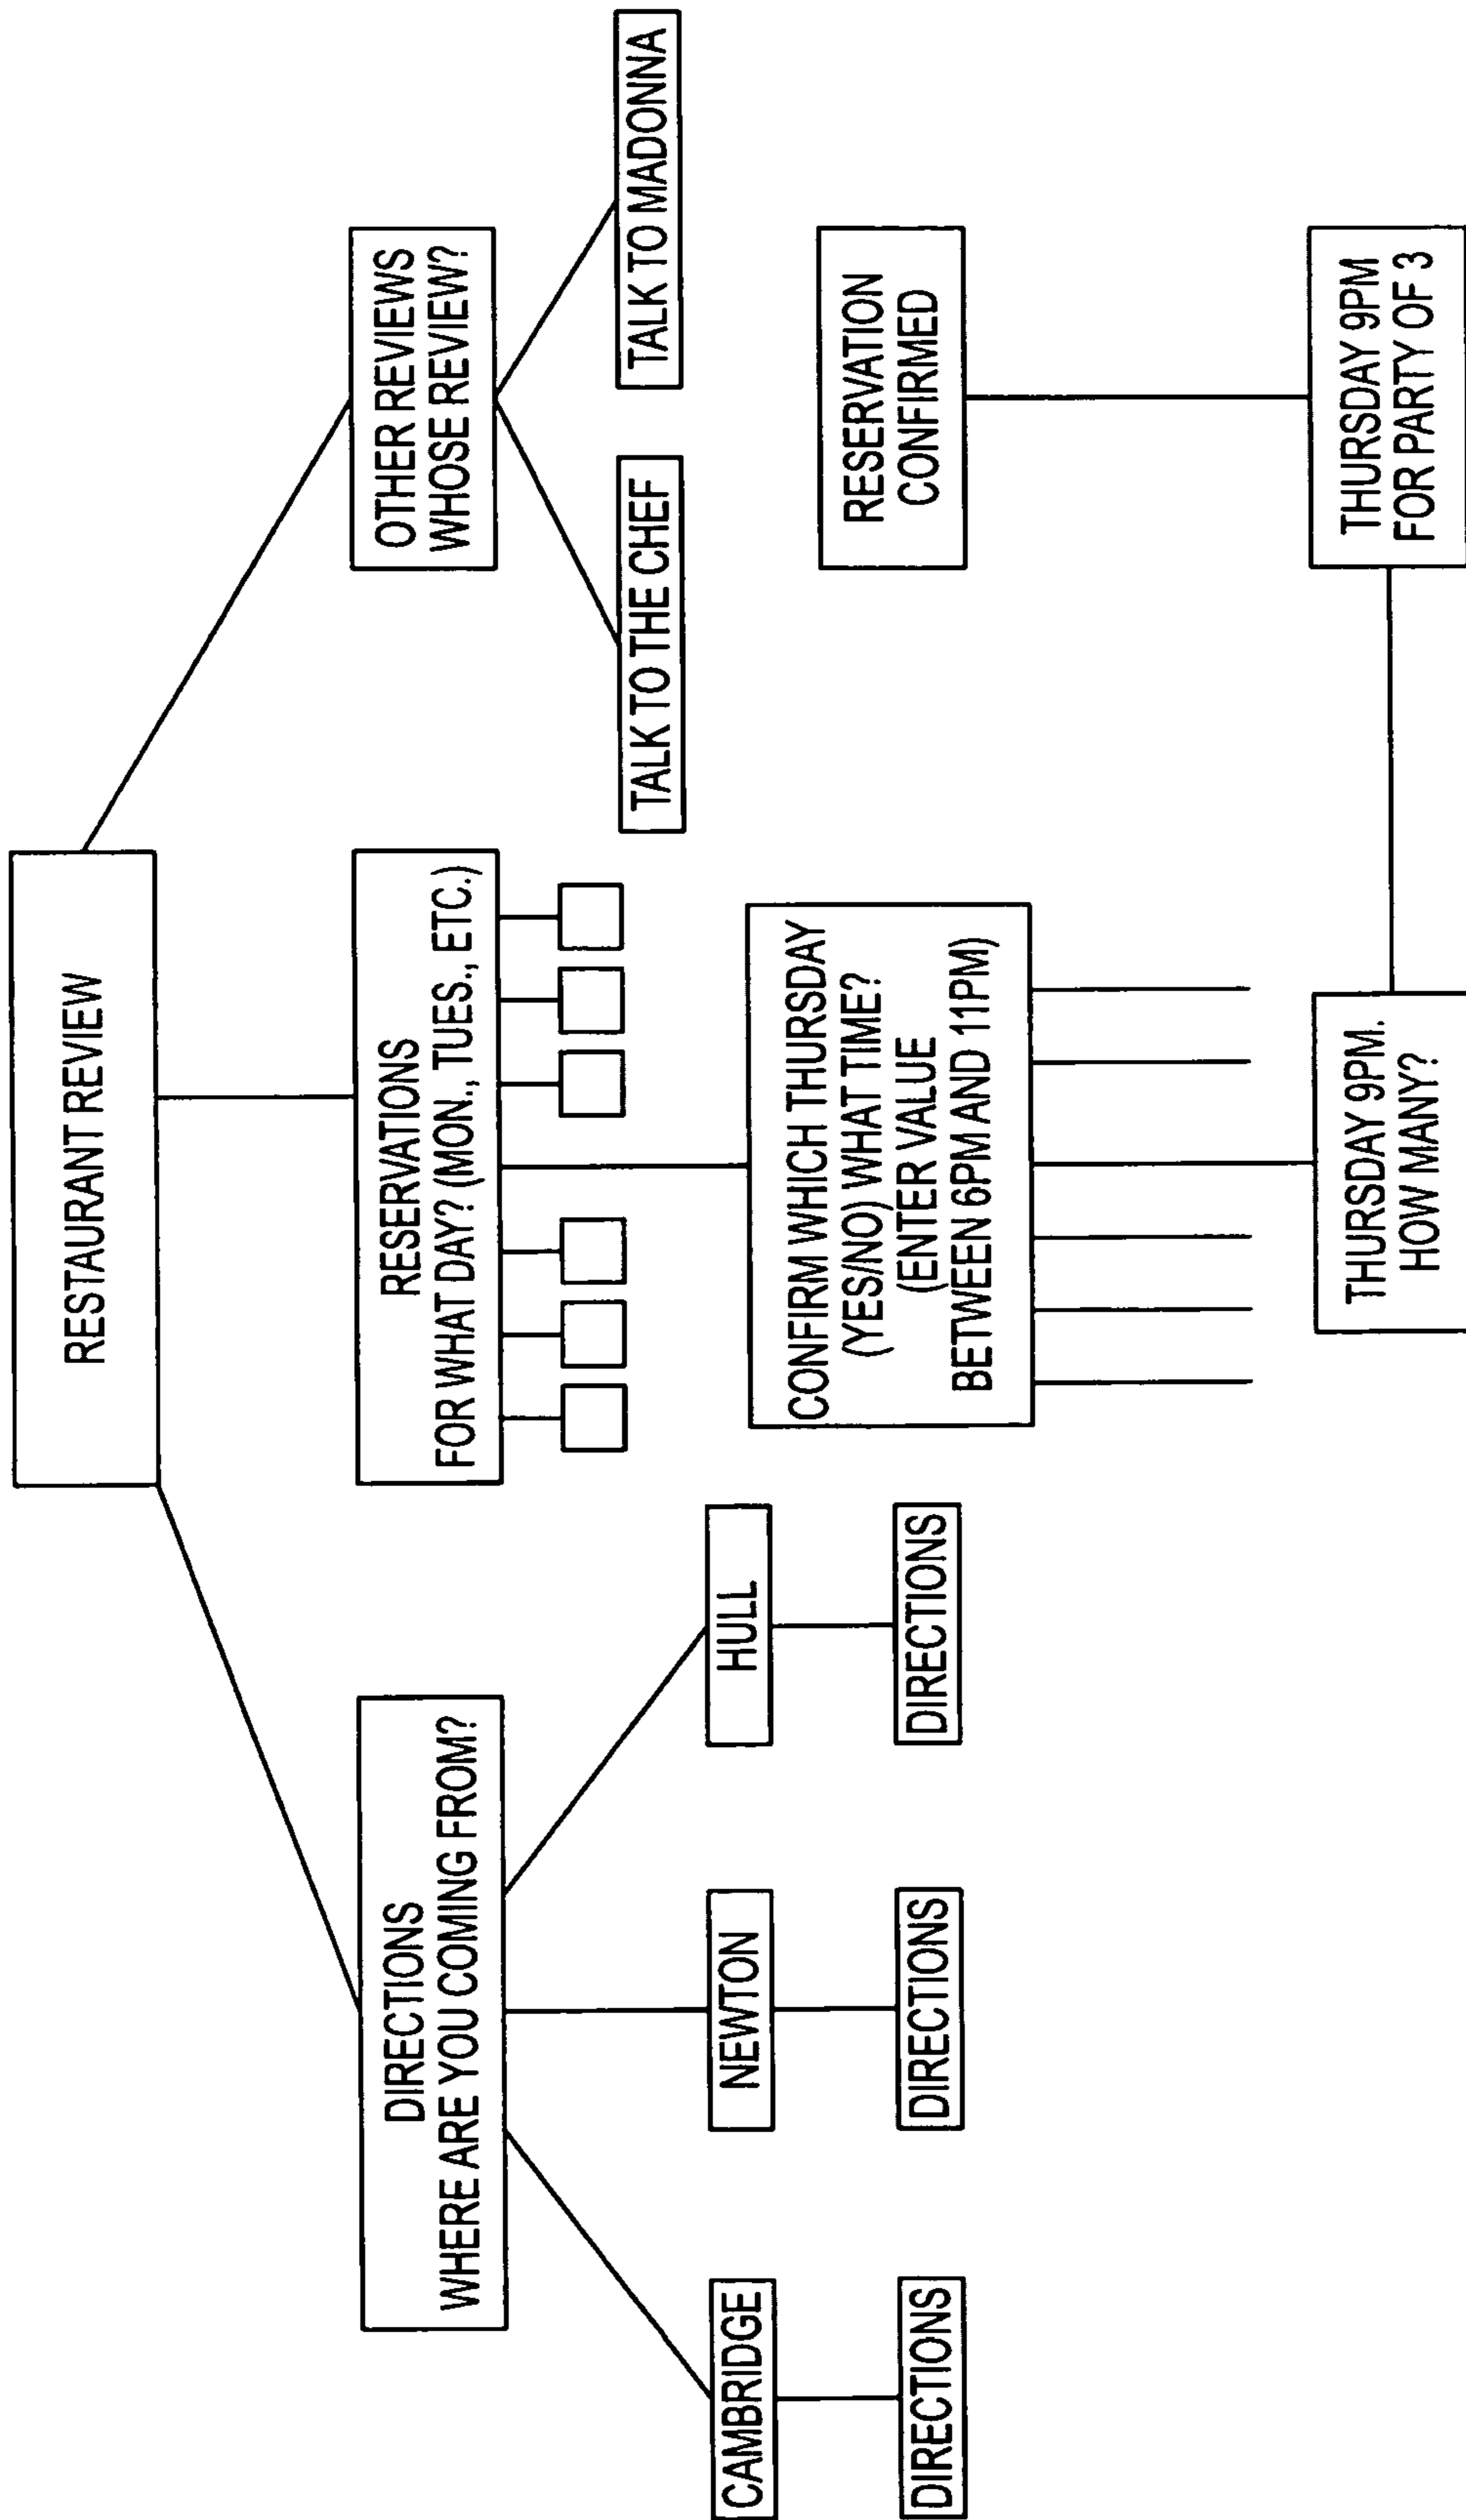 RESTAURANT REVIEW
DIRECTIONS
WHERE ARE YOU COMING FROM?
RESERVATIONS
FOR WHAT DAY? (MON., TUES., ETC.)
OTHER REVIEWS
WHOSE REVIEW?
TALK TO THE CHEF
TALK TO MADONNA
CAMBRIDGE
NEWTON
HULL
DIRECTIONS
DIRECTIONS
DIRECTIONS
CONFIRM WHICH THURSDAY
(YES/NO) WHAT TIME?
(ENTER VALUE
BETWEEN 6PM AND 11PM)
RESERVATION
CONFIRMED
THURSDAY 9PM.
HOW MANY?
THURSDAY 9PM
FOR PARTY OF 3